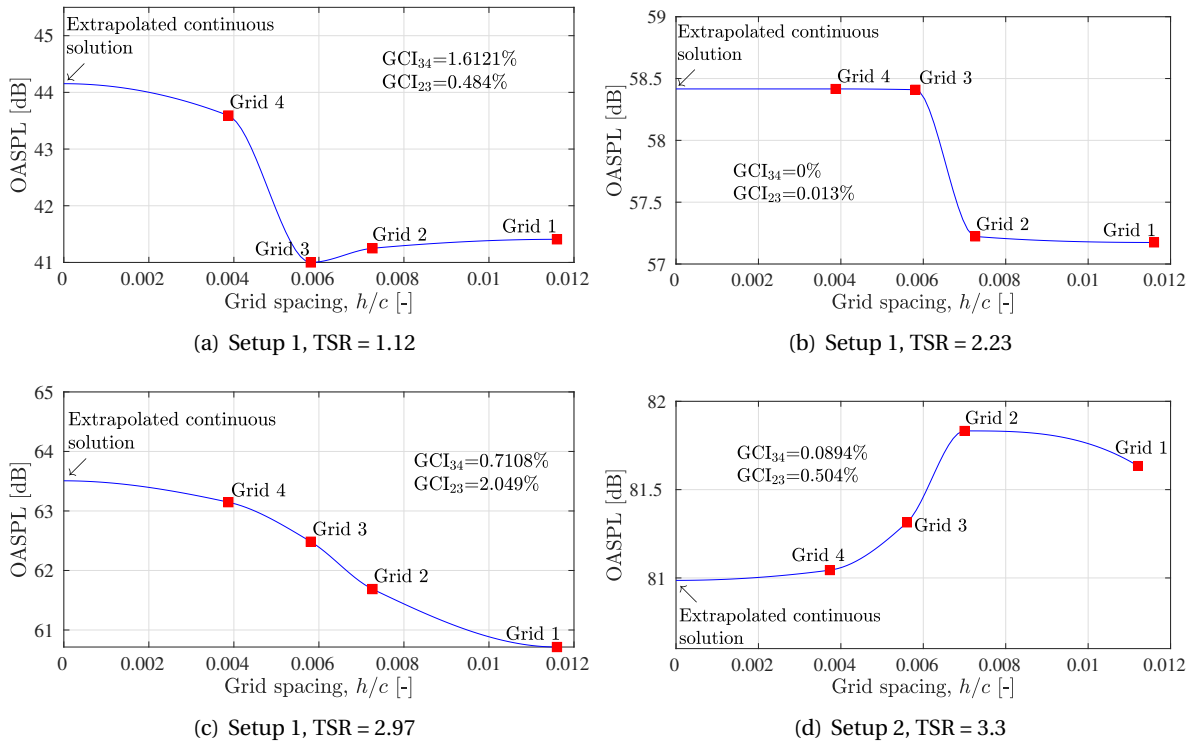 45
44
43
42
41
OASPL [dB]
Extrapolated continuous
solution
GCI34=1.6121%
GCI23=0.484%
Grid 4
Grid 3
Grid 2
Grid 1
0
0.002
0.004
0.006
0.008
0.01
0.012
Grid spacing, h/c [-]
(a) Setup 1, TSR = 1.12
59
58.5
58
57.5
57
OASPL [dB]
Extrapolated continuous
solution
Grid 4
Grid 3
GCI34=0%
GCI23=0.013%
Grid 2
Grid 1
0
0.002
0.004
0.006
0.008
0.01
0.012
Grid spacing, h/c [-]
(b) Setup 1, TSR = 2.23
65
64
63
62
61
OASPL [dB]
Extrapolated continuous
solution
GCI34=0.7108%
GCI23=2.049%
Grid 4
Grid 3
Grid 2
Grid 1
0
0.002
0.004
0.006
0.008
0.01
0.012
Grid spacing, h/c [-]
(c) Setup 1, TSR = 2.97
82
81.5
81
OASPL [dB]
Grid 2
Grid 1
GCI34=0.0894%
GCI23=0.504%
Grid 3
Grid 4
Extrapolated continuous
solution
0
0.002
0.004
0.006
0.008
0.01
0.012
Grid spacing, h/c [-]
(d) Setup 2, TSR = 3.3